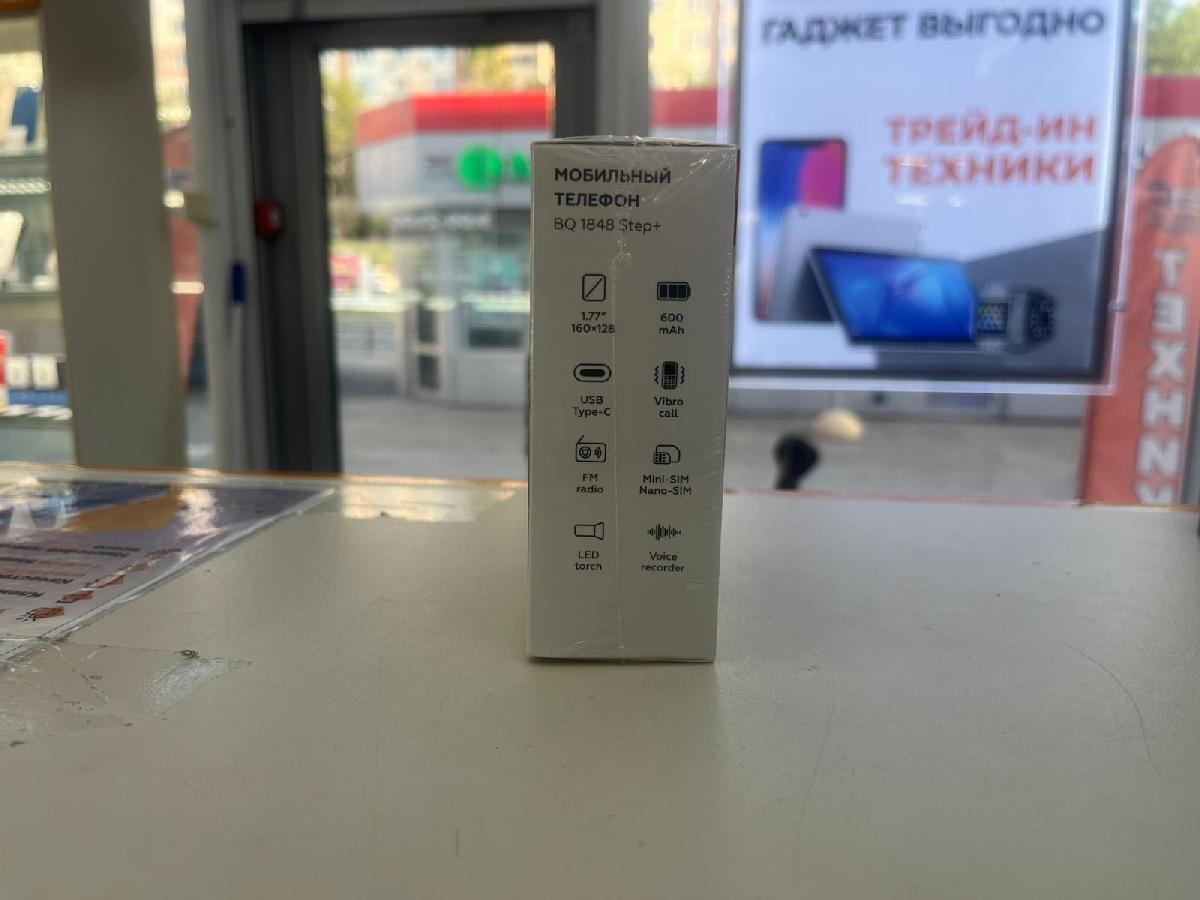 ГАДЖЕТ ВЫГОДНО
ТРЕЙД-ИН
ТЕХНИКИ
МОБИЛЬНЫЙ
ТЕЛЕФОН
BQ 1848 Step+
1.77"
160×128
600
mAh
USB
Type-C
Vibro
call
FM
radio
Mini-SIM
Nano-SIM
LED
torch
Voice
recorder